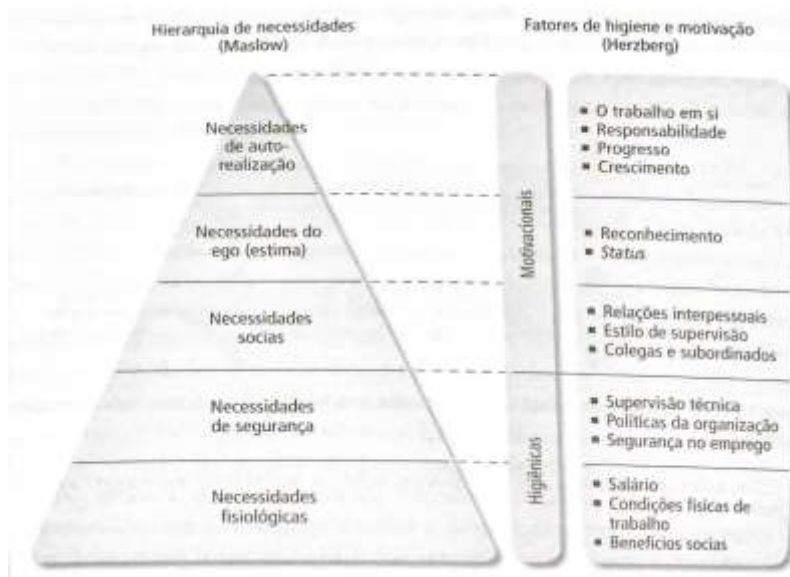 Hierarquia de necessidades
(Maslow)
Fatores de higiene e motivação
(Herzberg)
Necessidades
de auto-
realização
Necessidades do
ego (estima)
Necessidades
socias
Necessidades
de segurança
Necessidades
fisiológicas
Motivacionais
Higiênicas
▪ O trabalho em si
▪ Responsabilidade
▪ Progresso
▪ Crescimento
▪ Reconhecimento
▪ Status
▪ Relações interpessoais
▪ Estilo de supervisão
▪ Colegas e subordinados
▪ Supervisão técnica
▪ Políticas da organização
▪ Segurança no emprego
▪ Salário
▪ Condições físicas de
trabalho
▪ Benefícios socias